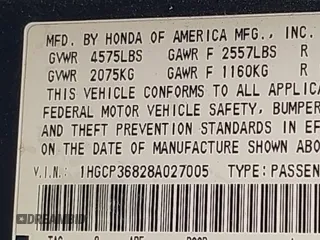 MFD. BY HONDA OF AMERICA MFG., INC.
GVWR 4575LBS GAWR F 2557LBS R
GVWR 2075KG GAWR F 1160KG R
THIS VEHICLE CONFORMS TO ALL APPLICA
FEDERAL MOTOR VEHICLE SAFETY, BUMPER
AND THEFT PREVENTION STANDARDS IN EF
ON THE DATE OF MANUFACTURE SHOWN ABO
V.I.N.: 1HGCP36828A027005 TYPE: PASSEN
DREAMBID